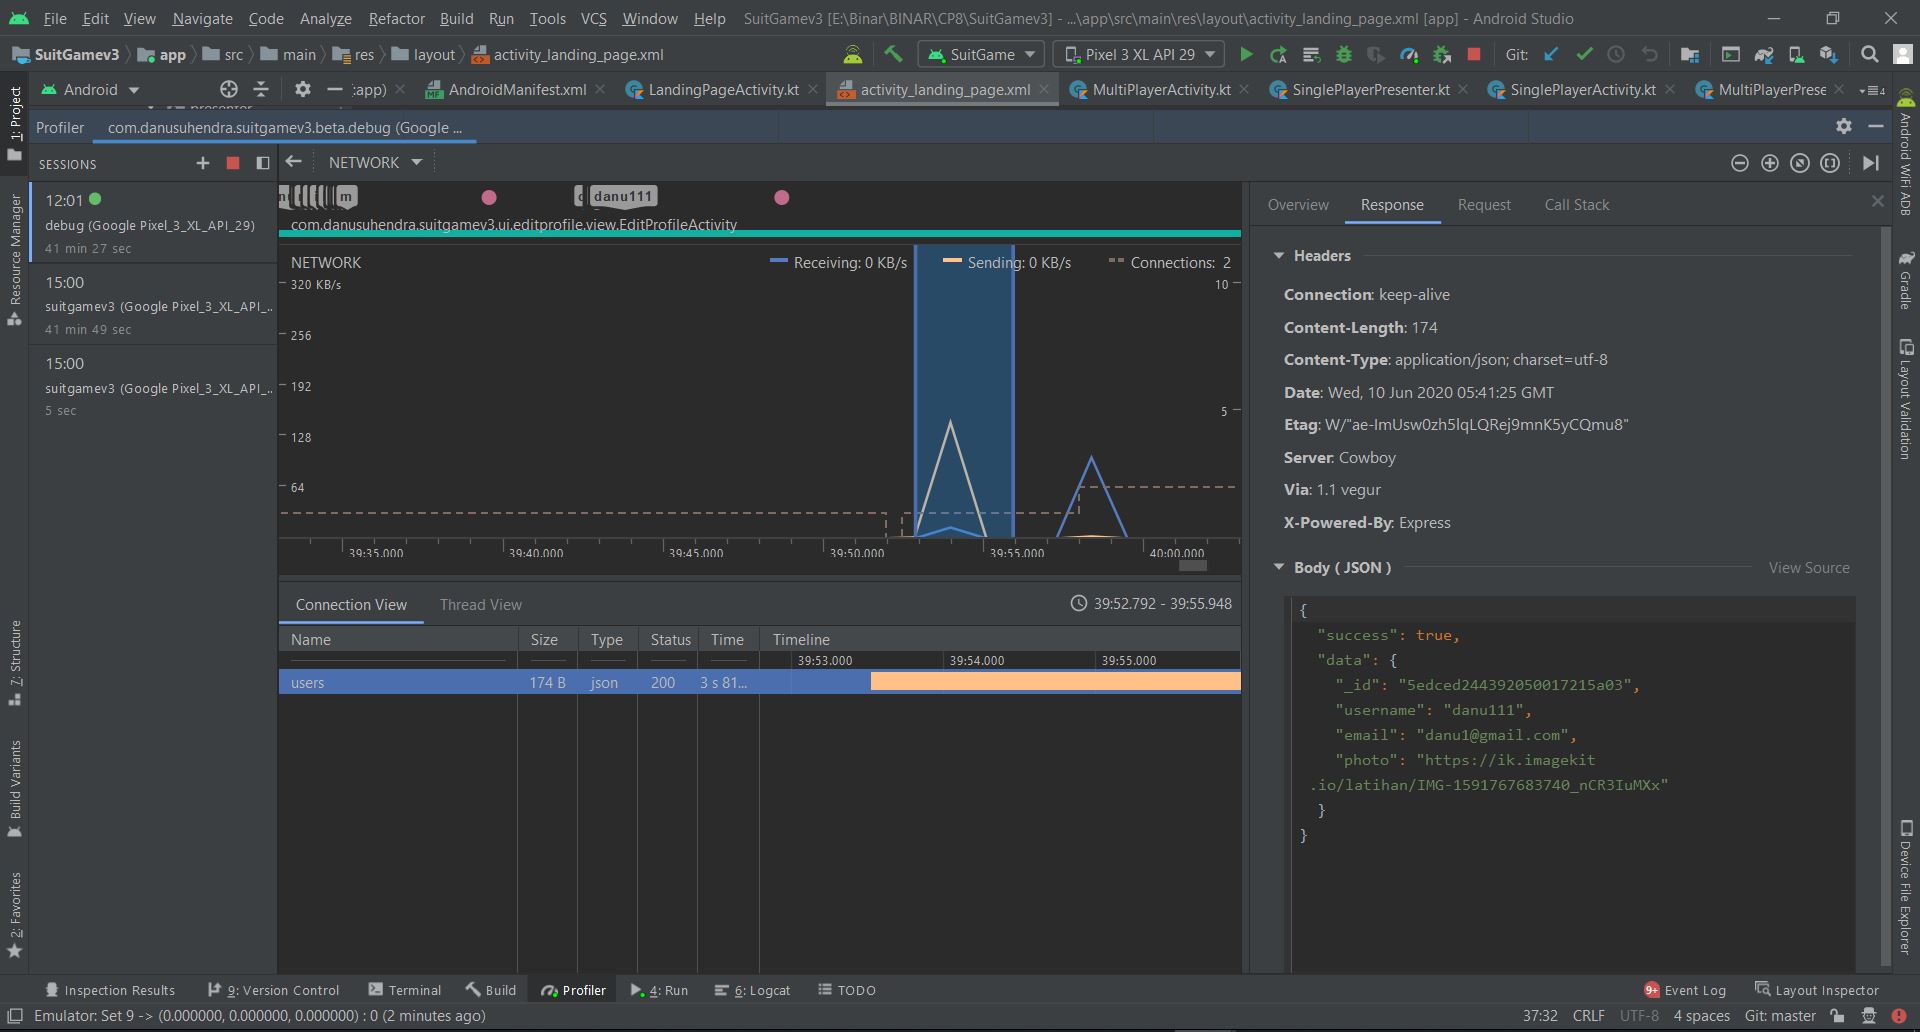 File Edit View Navigate Code Analyze Refactor Build Run Tools VCS Window Help SuitGamev3 [E:\Binar\BINAR\CP8\SuitGamev3] - ...\app\src\main\res\layout\activity_landing_page.xml [app] - Android Studio
SuitGamev3 app src main res layout activity_landing_page.xml SuitGame Pixel 3 XL API 29 Git:
Android :app) AndroidManifest.xml LandingPageActivity.kt activity_landing_page.xml MultiPlayerActivity.kt SinglePlayerPresenter.kt SinglePlayerActivity.kt MultiPlayerPrese 4
Profiler com.danusuhendra.suitgamev3.beta.debug (Google ...
SESSIONS NETWORK
12:01
debug (Google Pixel_3_XL_API_29)
41 min 27 sec
15:00
suitgamev3 (Google Pixel_3_XL_API_..
41 min 49 sec
15:00
suitgamev3 (Google Pixel_3_XL_API_..
5 sec
m danu111
com.danusuhendra.suitgamev3.ui.editprofile.view.EditProfileActivity
NETWORK Receiving: 0 KB/s Sending: 0 KB/s Connections: 2
320 KB/s 10
256
192
5
128
64
39:35.000 39:40.000 39:45.000 39:50.000 39:55.000 40:00.000
Connection View Thread View 39:52.792 - 39:55.948
Name Size Type Status Time Timeline
39:53.000 39:54.000 39:55.000
users 174 B json 200 3 s 81...
Overview Response Request Call Stack
Headers
Connection: keep-alive
Content-Length: 174
Content-Type: application/json; charset=utf-8
Date: Wed, 10 Jun 2020 05:41:25 GMT
Etag: W/"ae-ImUsw0zh5lqLQRej9mnK5yCQmu8"
Server: Cowboy
Via: 1.1 vegur
X-Powered-By: Express
Body ( JSON ) View Source
{
"success": true,
"data": {
"_id": "5edced244392050017215a03",
"username": "danu111",
"email": "danu1@gmail.com",
"photo": "https://ik.imagekit
.io/latihan/IMG-1591767683740_nCR3IuMXx"
}
}
1: Project
Resource Manager
7: Structure
Build Variants
2: Favorites
Android WiFi ADB
Gradle
Layout Validation
Device File Explorer
Inspection Results 9: Version Control Terminal Build Profiler 4: Run 6: Logcat TODO 9+ Event Log Layout Inspector
Emulator: Set 9 -> (0.000000, 0.000000, 0.000000) : 0 (2 minutes ago) 37:32 CRLF UTF-8 4 spaces Git: master